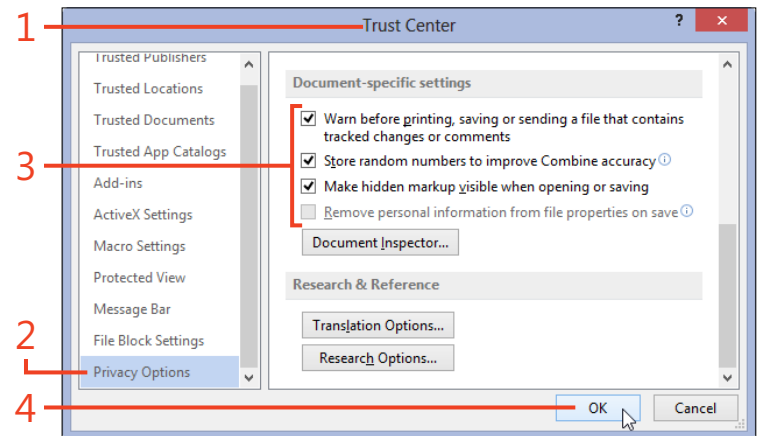 1
Trust Center
?
Trusted Publishers
Trusted Locations
Trusted Documents
Trusted App Catalogs
Add-ins
ActiveX Settings
Macro Settings
Protected View
Message Bar
File Block Settings
Privacy Options
2
3
Document-specific settings
Warn before printing, saving or sending a file that contains
tracked changes or comments
Store random numbers to improve Combine accuracy
Make hidden markup visible when opening or saving
Remove personal information from file properties on save
Document Inspector...
Research & Reference
Translation Options...
Research Options...
4
OK
Cancel